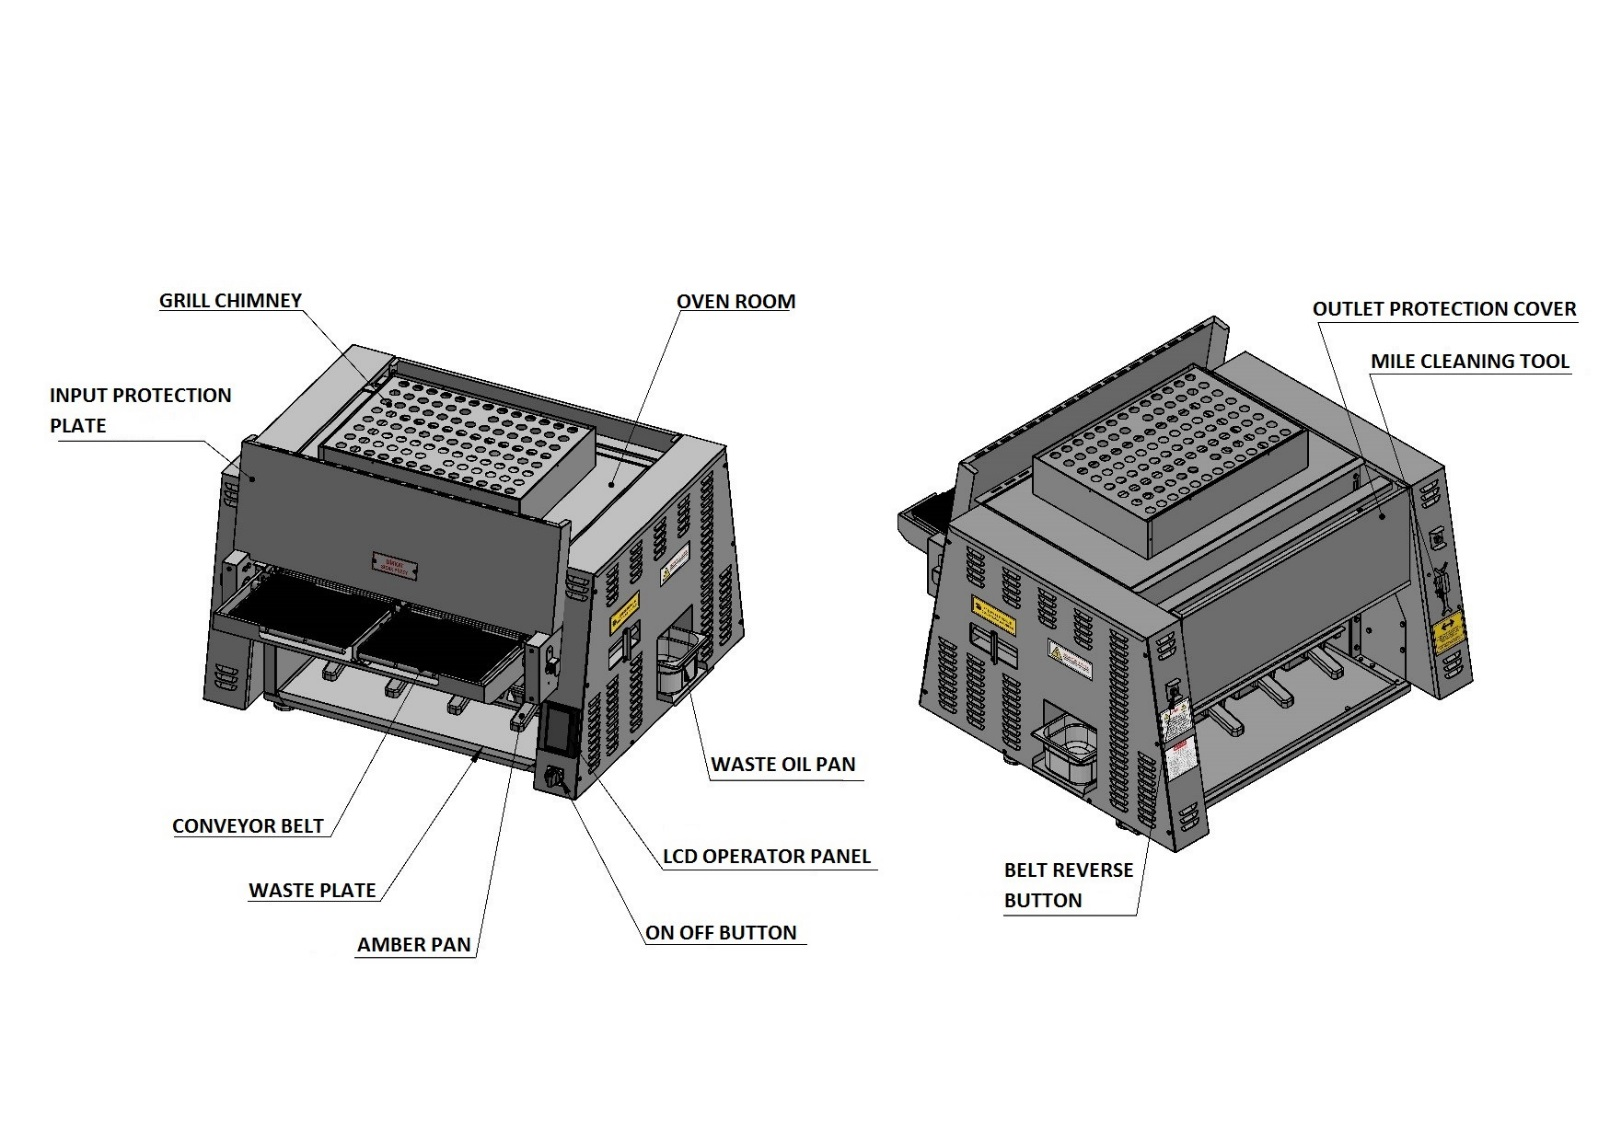 GRILL CHIMNEY
OVEN ROOM
INPUT PROTECTION
PLATE
WASTE OIL PAN
CONVEYOR BELT
LCD OPERATOR PANEL
WASTE PLATE
ON OFF BUTTON
AMBER PAN
OUTLET PROTECTION COVER
MILE CLEANING TOOL
BELT REVERSE
BUTTON